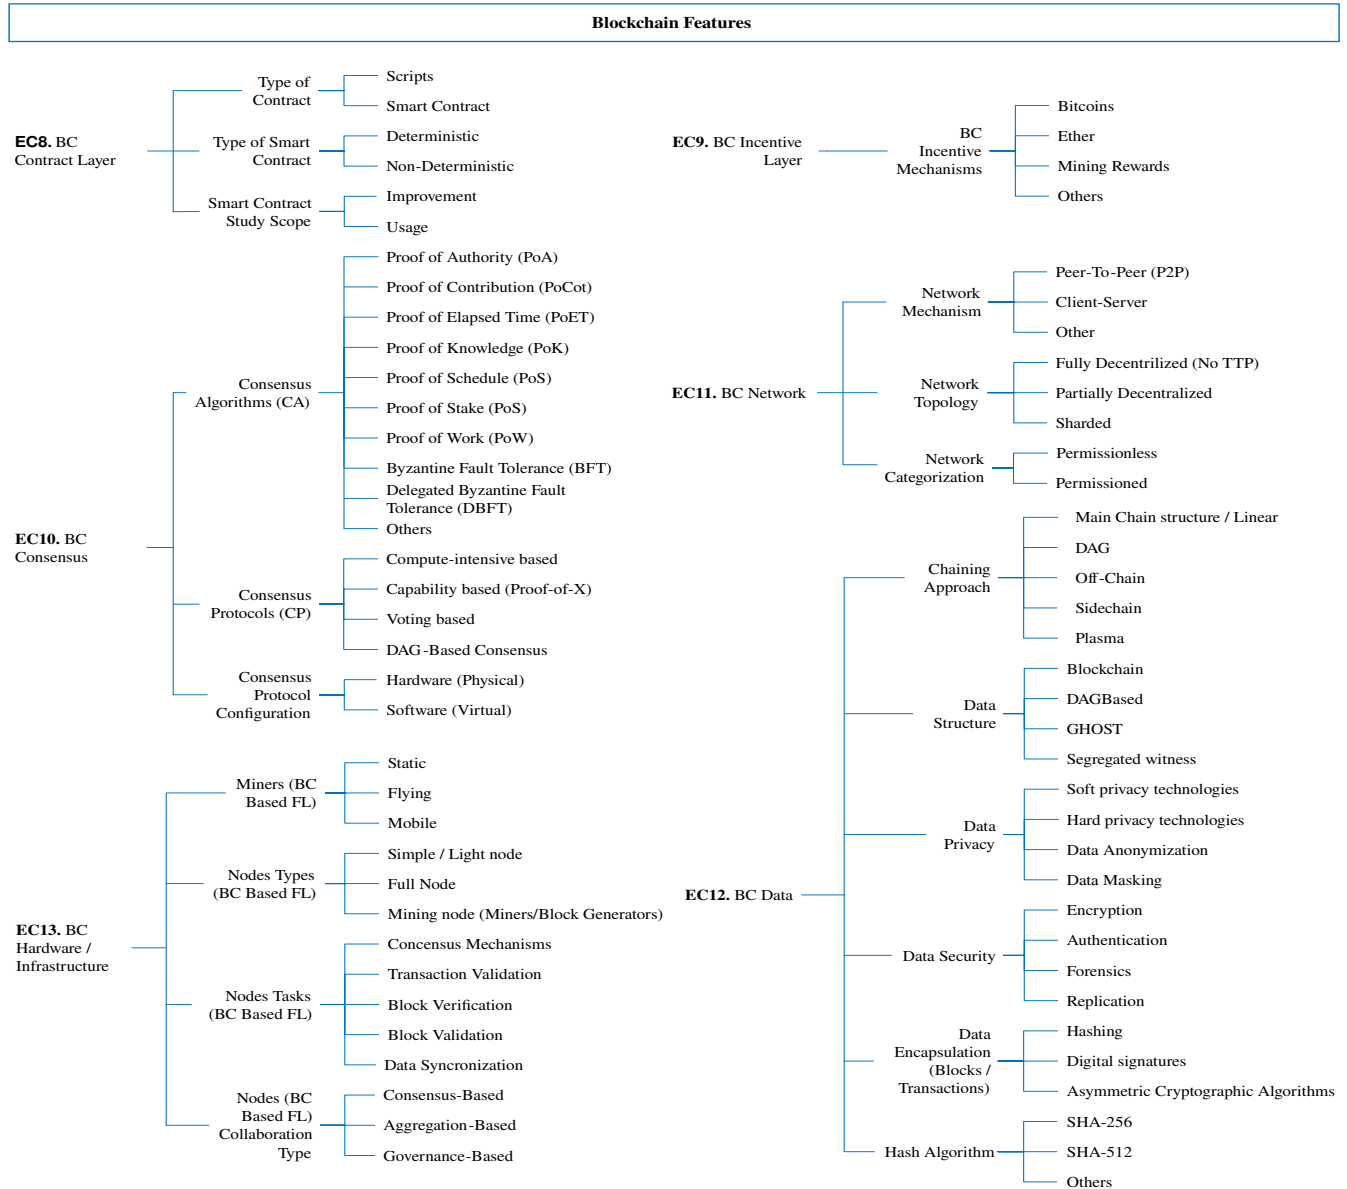 Blockchain Features
EC8. BC
Contract Layer
Type of
Contract
Scripts
Smart Contract
Type of Smart
Contract
Deterministic
Non-Deterministic
Smart Contract
Study Scope
Improvement
Usage
EC10. BC
Consensus
Consensus
Algorithms (CA)
Proof of Authority (PoA)
Proof of Contribution (PoCot)
Proof of Elapsed Time (PoET)
Proof of Knowledge (PoK)
Proof of Schedule (PoS)
Proof of Stake (PoS)
Proof of Work (PoW)
Byzantine Fault Tolerance (BFT)
Delegated Byzantine Fault
Tolerance (DBFT)
Others
Consensus
Protocols (CP)
Compute-intensive based
Capability based (Proof-of-X)
Voting based
DAG-Based Consensus
Consensus
Protocol
Configuration
Hardware (Physical)
Software (Virtual)
EC13. BC
Hardware /
Infrastructure
Miners (BC
Based FL)
Static
Flying
Mobile
Nodes Types
(BC Based FL)
Simple / Light node
Full Node
Mining node (Miners/Block Generators)
Nodes Tasks
(BC Based FL)
Concensus Mechanisms
Transaction Validation
Block Verification
Block Validation
Data Syncronization
Nodes (BC
Based FL)
Collaboration
Type
Consensus-Based
Aggregation-Based
Governance-Based
EC9. BC Incentive
Layer
BC
Incentive
Mechanisms
Bitcoins
Ether
Mining Rewards
Others
EC11. BC Network
Network
Mechanism
Peer-To-Peer (P2P)
Client-Server
Other
Network
Topology
Fully Decentrilized (No TTP)
Partially Decentralized
Sharded
Network
Categorization
Permissionless
Permissioned
EC12. BC Data
Chaining
Approach
Main Chain structure / Linear
DAG
Off-Chain
Sidechain
Plasma
Data
Structure
Blockchain
DAGBased
GHOST
Segregated witness
Data
Privacy
Soft privacy technologies
Hard privacy technologies
Data Anonymization
Data Masking
Data Security
Encryption
Authentication
Forensics
Replication
Data
Encapsulation
(Blocks /
Transactions)
Hashing
Digital signatures
Asymmetric Cryptographic Algorithms
Hash Algorithm
SHA-256
SHA-512
Others